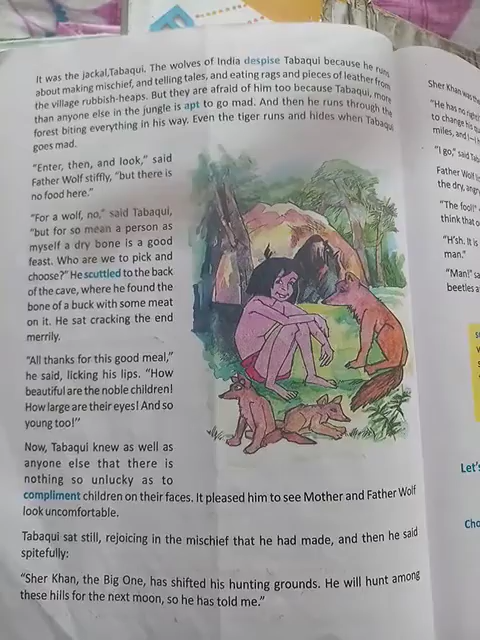 It was the jackal,Tabaqui. The wolves of India despise Tabaqui because he runs
about making mischief, and telling tales, and eating rags and pieces of leather from
the village rubbish-heaps. But they are afraid of him too because Tabaqui, more
than anyone else in the jungle is apt to go mad. And then he runs through the
forest biting everything in his way. Even the tiger runs and hides when Tabaqui
goes mad.
“Enter, then, and look,” said
Father Wolf stiffly, “but there is
no food here.”
“For a wolf, no,” said Tabaqui,
“but for so mean a person as
myself a dry bone is a good
feast. Who are we to pick and
choose?” He scuttled to the back
of the cave, where he found the
bone of a buck with some meat
on it. He sat cracking the end
merrily.
“All thanks for this good meal,”
he said, licking his lips. “How
beautiful are the noble children!
How large are their eyes! And so
young too!”
Now, Tabaqui knew as well as
anyone else that there is
nothing so unlucky as to
compliment children on their faces. It pleased him to see Mother and Father Wolf
look uncomfortable.
Tabaqui sat still, rejoicing in the mischief that he had made, and then he said
spitefully:
“Sher Khan, the Big One, has shifted his hunting grounds. He will hunt among
these hills for the next moon, so he has told me.”
Sher Khan was
“He has no
to change his
miles, and I—I
“I go,” said
Father Wolf
the dry,
“The fool!”
think that
“H'sh. It is
man.”
“Man!”
beetles
Let's